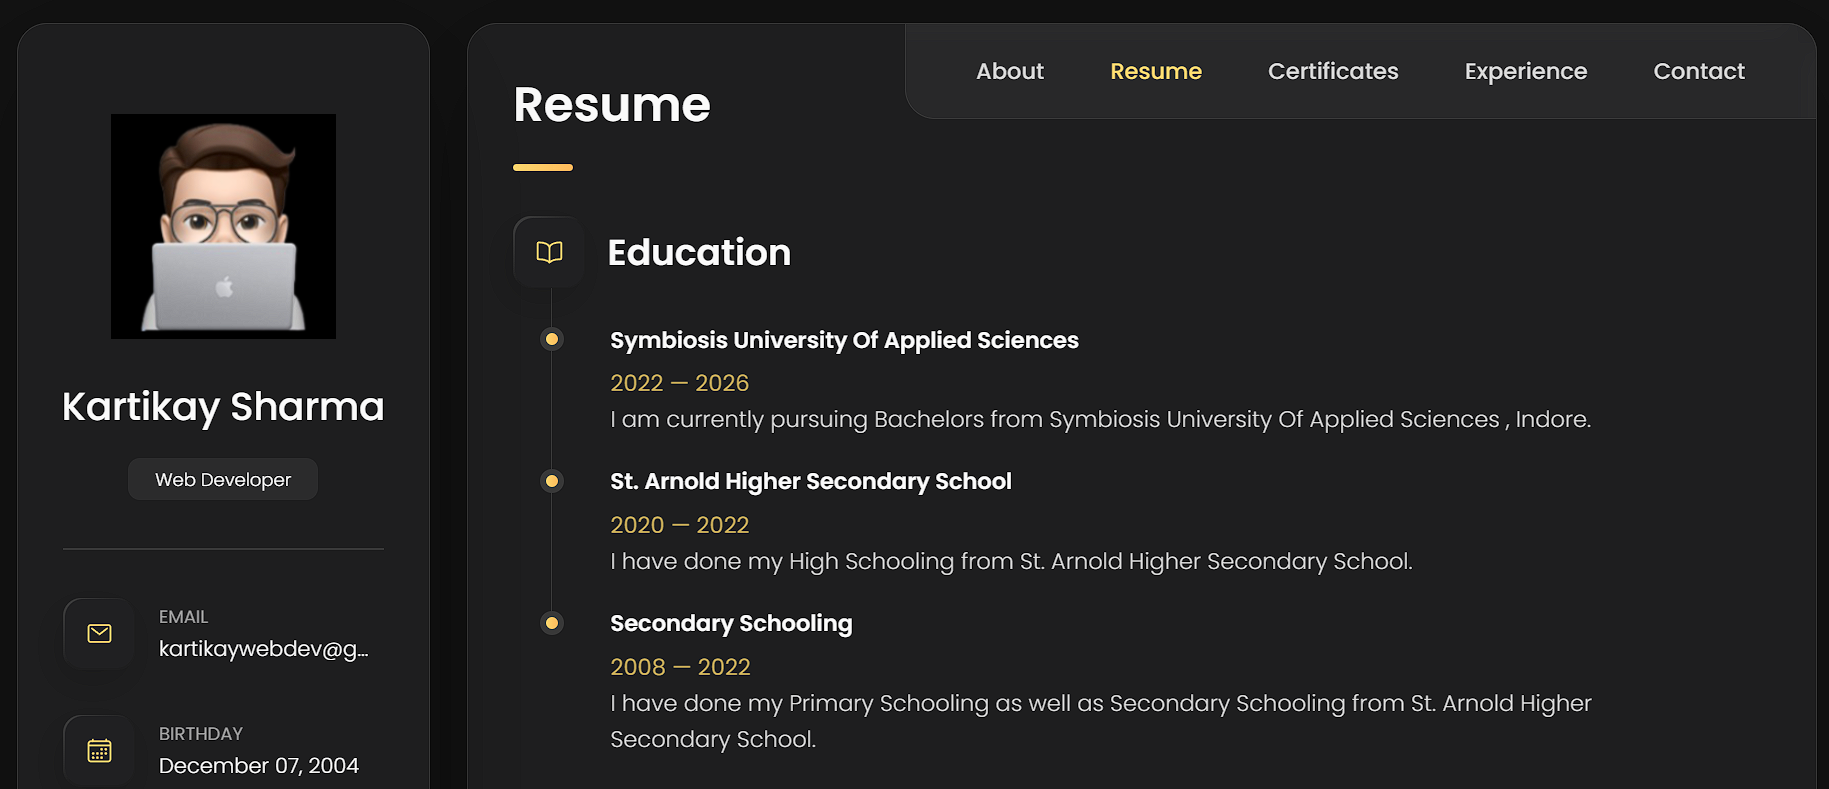 Kartikay Sharma
Web Developer
EMAIL
kartikaywebdev@g...
BIRTHDAY
December 07, 2004
About
Resume
Certificates
Experience
Contact
Resume
Education
Symbiosis University Of Applied Sciences
2022 — 2026
I am currently pursuing Bachelors from Symbiosis University Of Applied Sciences , Indore.
St. Arnold Higher Secondary School
2020 — 2022
I have done my High Schooling from St. Arnold Higher Secondary School.
Secondary Schooling
2008 — 2022
I have done my Primary Schooling as well as Secondary Schooling from St. Arnold Higher
Secondary School.